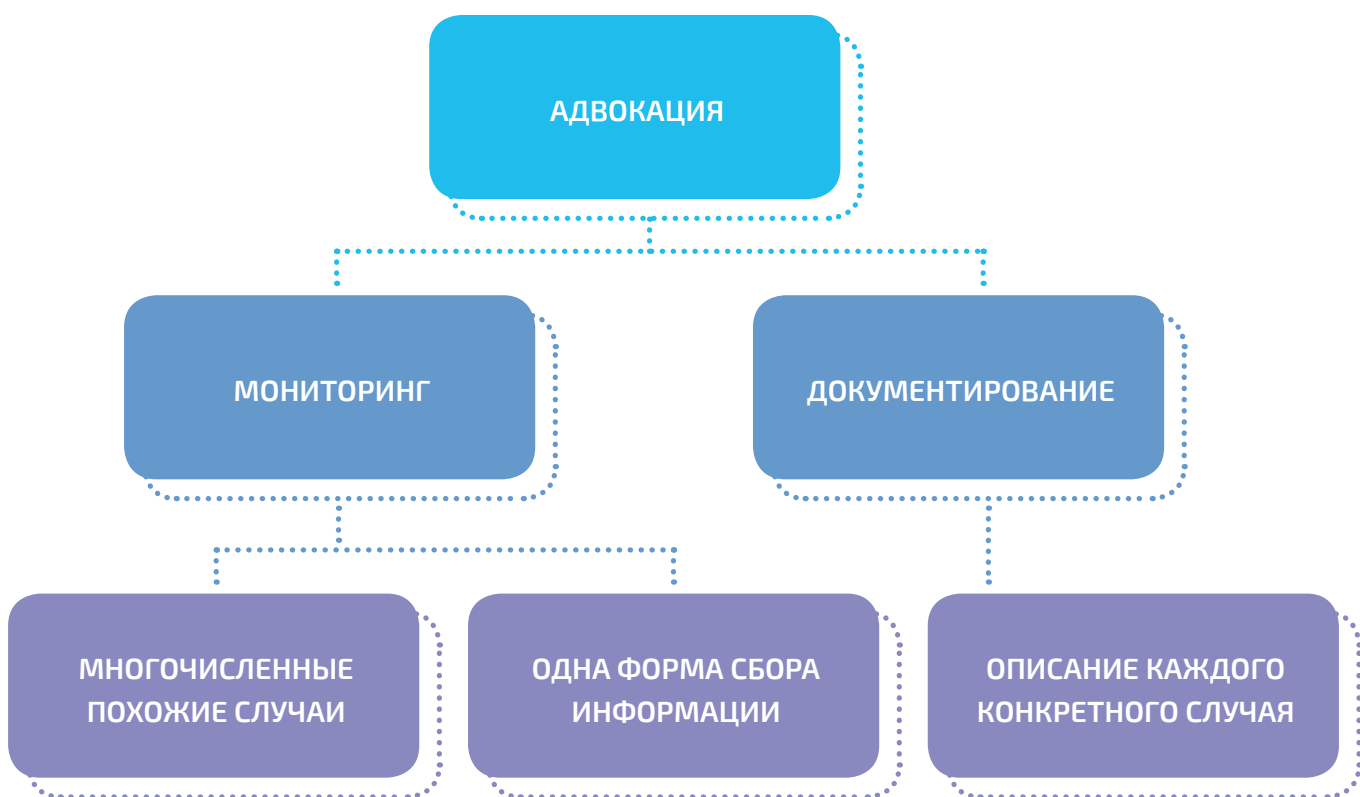 АДВОКАЦИЯ
МОНИТОРИНГ
ДОКУМЕНТИРОВАНИЕ
МНОГОЧИСЛЕННЫЕ
ПОХОЖИЕ СЛУЧАИ
ОДНА ФОРМА СБОРА
ИНФОРМАЦИИ
ОПИСАНИЕ КАЖДОГО
КОНКРЕТНОГО СЛУЧАЯ